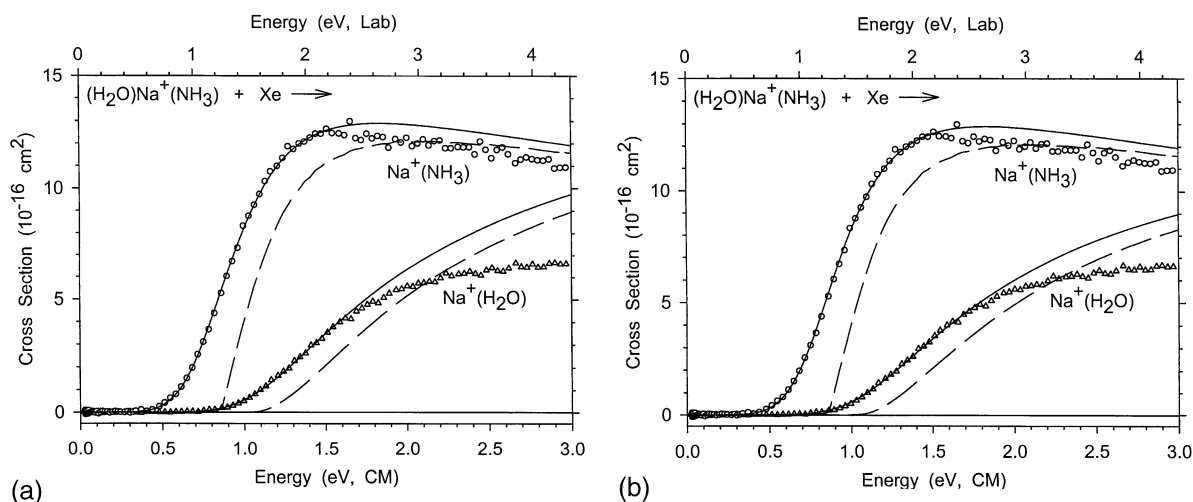 Energy (eV, Lab)
0 1 2 3 4
15
10
5
0
Cross Section (10⁻¹⁶ cm²)
(H₂O)Na⁺(NH₃) + Xe ⟶
Na⁺(NH₃)
Na⁺(H₂O)
0.0 0.5 1.0 1.5 2.0 2.5 3.0
Energy (eV, CM)
(a)
Energy (eV, Lab)
0 1 2 3 4
15
10
5
0
Cross Section (10⁻¹⁶ cm²)
(H₂O)Na⁺(NH₃) + Xe ⟶
Na⁺(NH₃)
Na⁺(H₂O)
0.0 0.5 1.0 1.5 2.0 2.5 3.0
Energy (eV, CM)
(b)